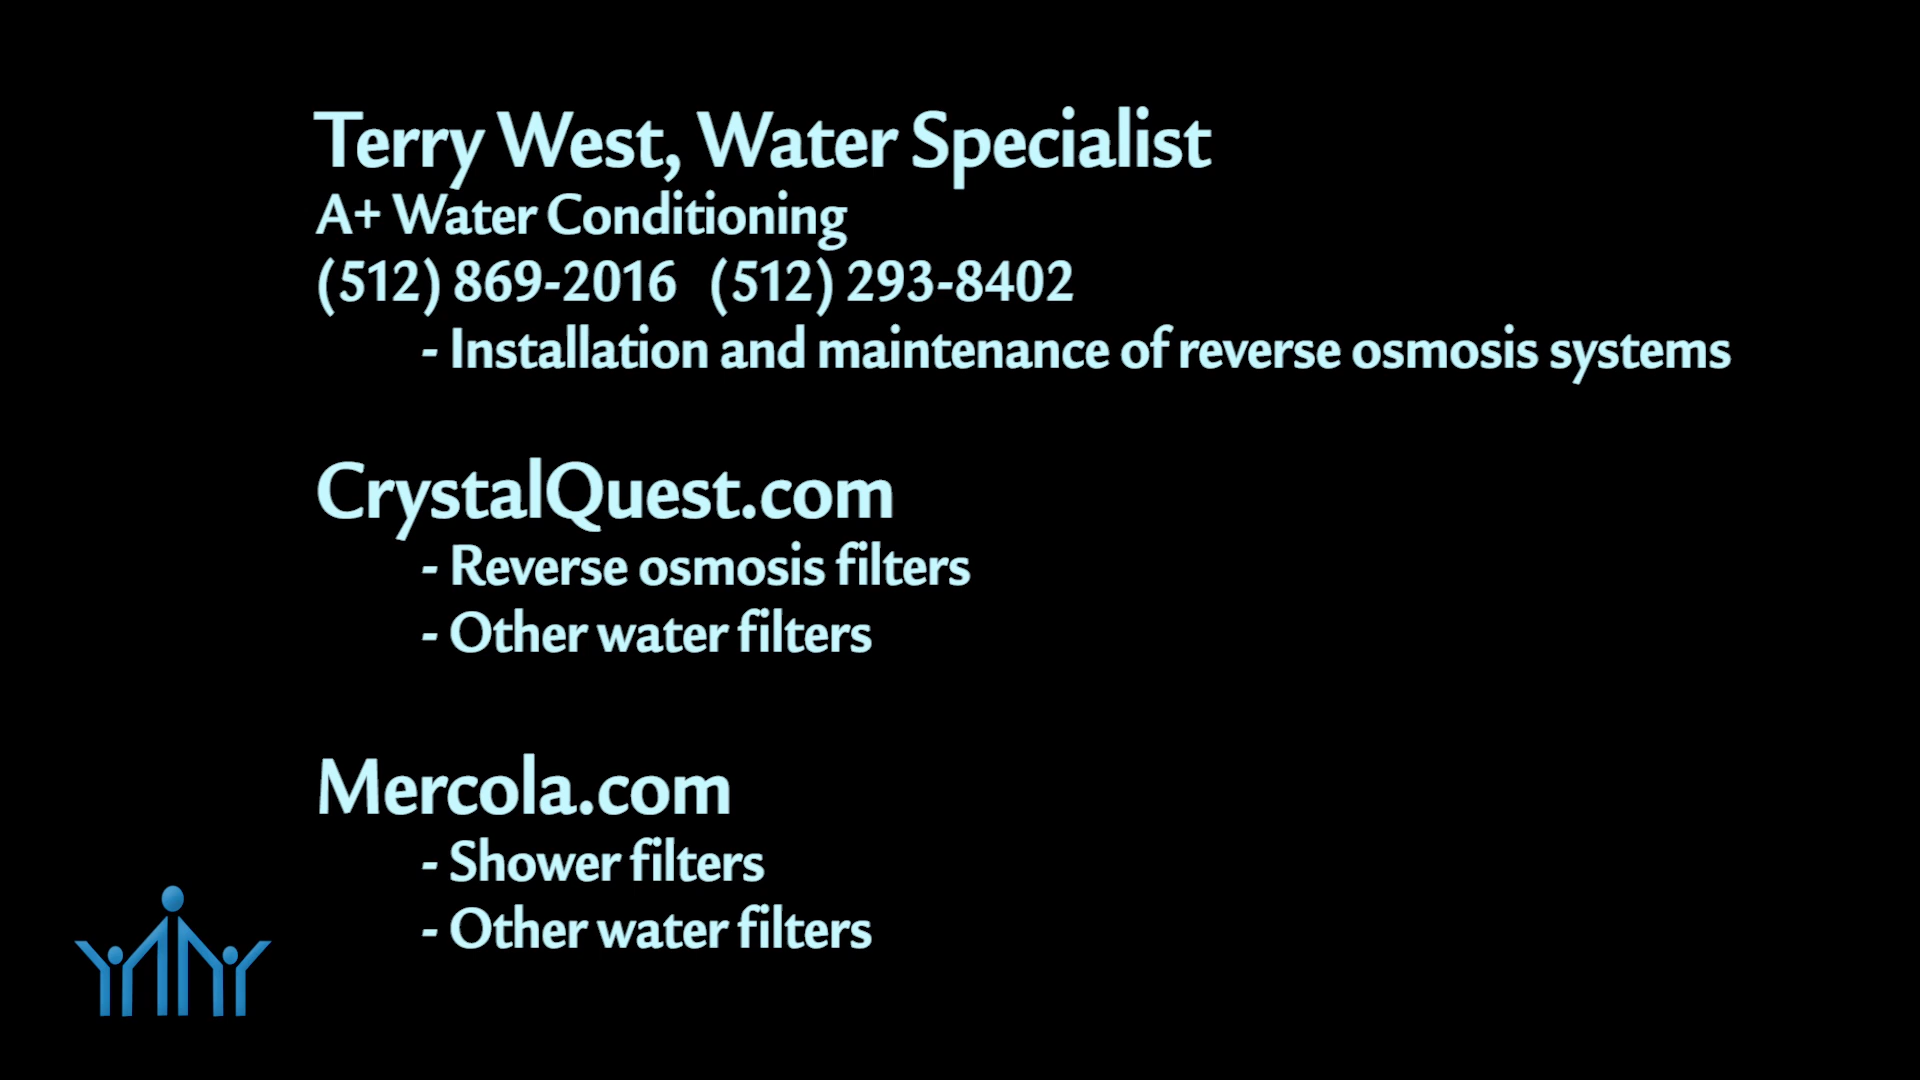 Terry West, Water Specialist
A+ Water Conditioning
(512) 869-2016 (512) 293-8402
- Installation and maintenance of reverse osmosis systems
CrystalQuest.com
- Reverse osmosis filters
- Other water filters
Mercola.com
- Shower filters
- Other water filters